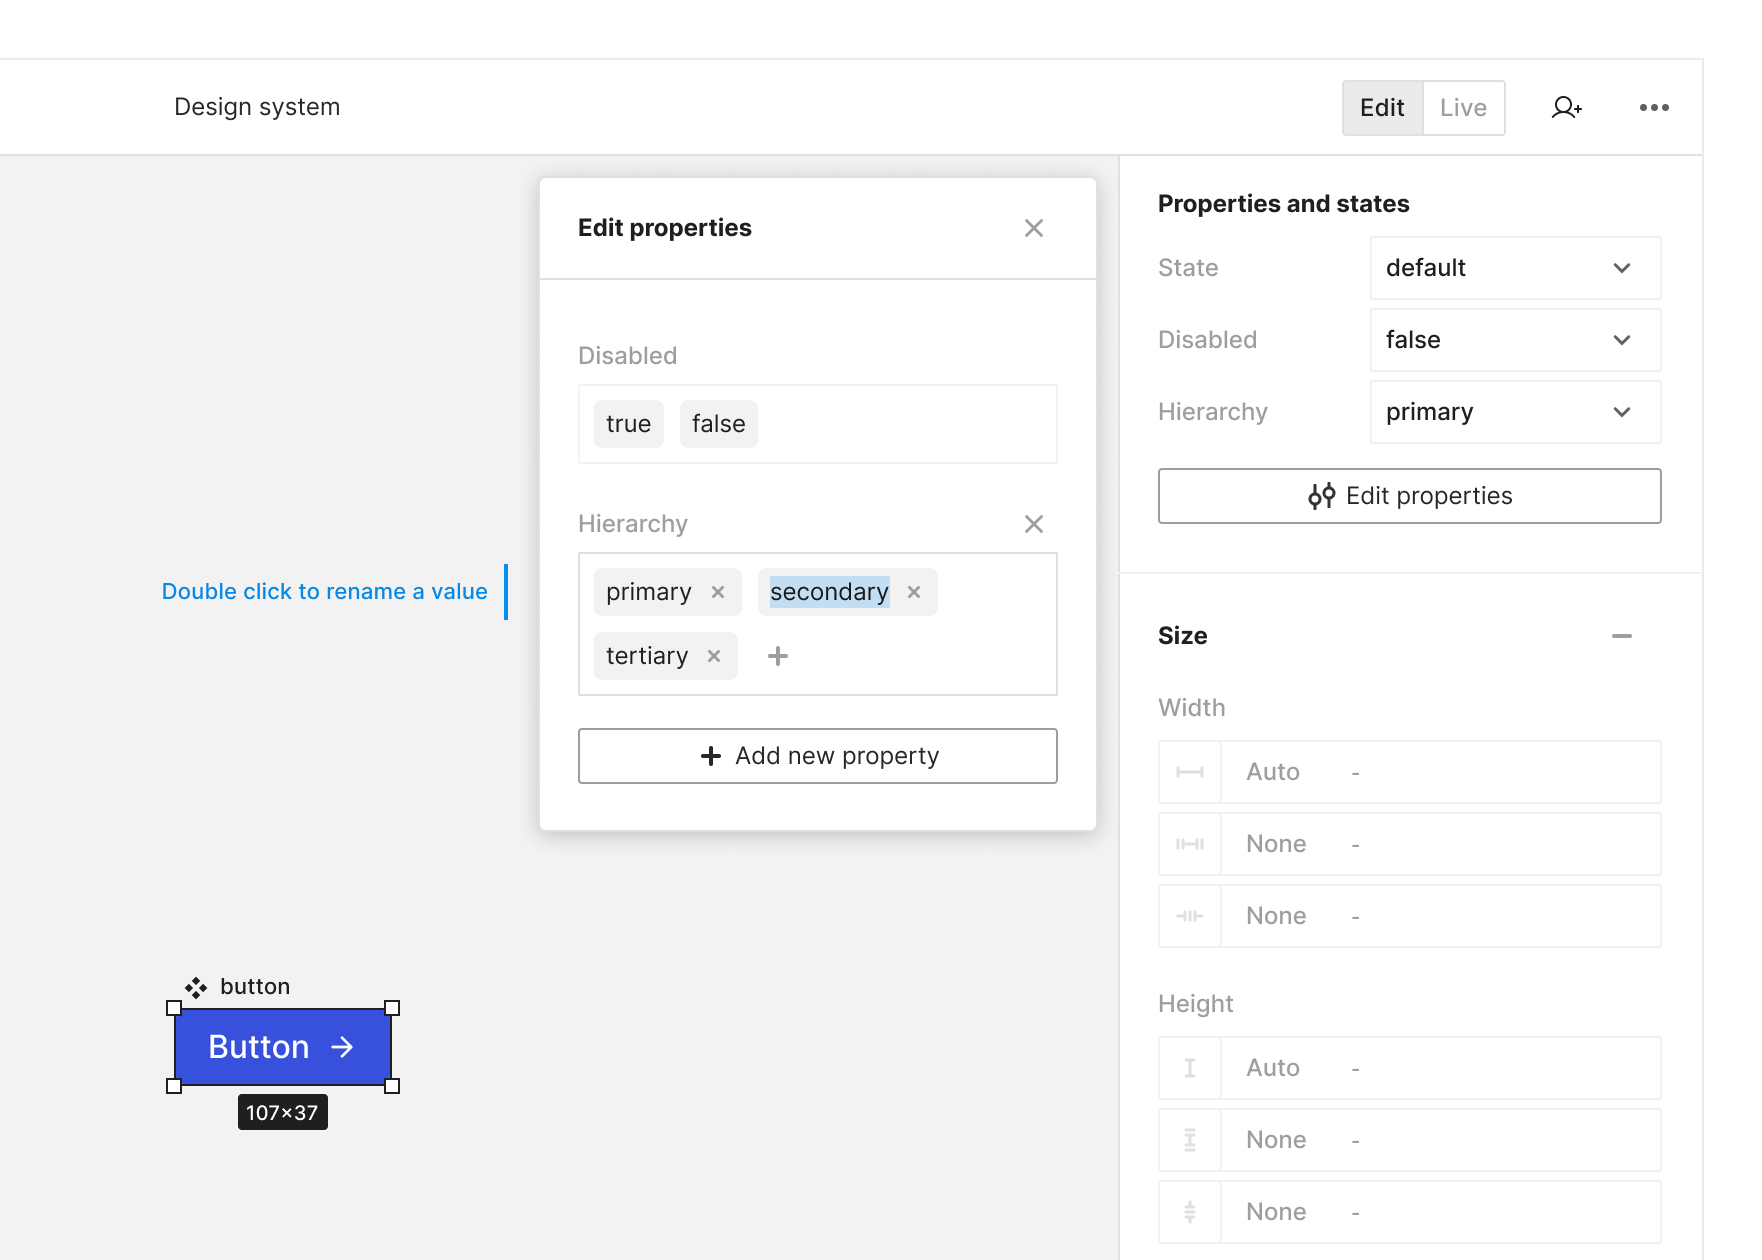 Design system
Edit
Live
Edit properties
Disabled
true false
Hierarchy
primary secondary
tertiary
Add new property
Double click to rename a value
button
Button
107×37
Properties and states
State default
Disabled false
Hierarchy primary
Edit properties
Size
Width
Auto -
None -
None -
Height
Auto -
None -
None -